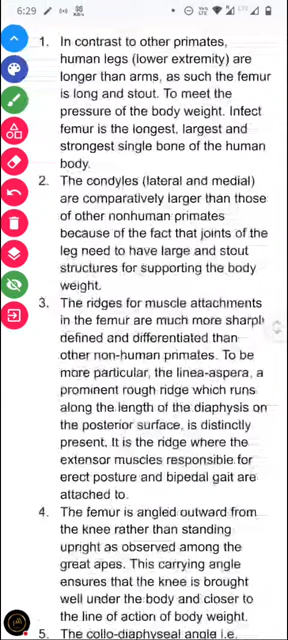 6:29
1. In contrast to other primates,
human legs (lower extremity) are
longer than arms, as such the femur
is long and stout. To meet the
pressure of the body weight. Infect
femur is the longest, largest and
strongest single bone of the human
body.
2. The condyles (lateral and medial)
are comparatively larger than those
of other nonhuman primates
because of the fact that joints of the
leg need to have large and stout
structures for supporting the body
weight.
3. The ridges for muscle attachments
in the femur are much more sharpl
defined and differentiated than
other non-human primates. To be
more particular, the linea-aspera, a
prominent rough ridge which runs
along the length of the diaphysis on
the posterior surface, is distinctly
present. It is the ridge where the
extensor muscles responsible for
erect posture and bipedal gait are
attached to.
4. The femur is angled outward from
the knee rather than standing
upright as observed among the
great apes. This carrying angle
ensures that the knee is brought
well under the body and closer to
the line of action of body weight.
5. The collo-diaphyseal angle i.e.